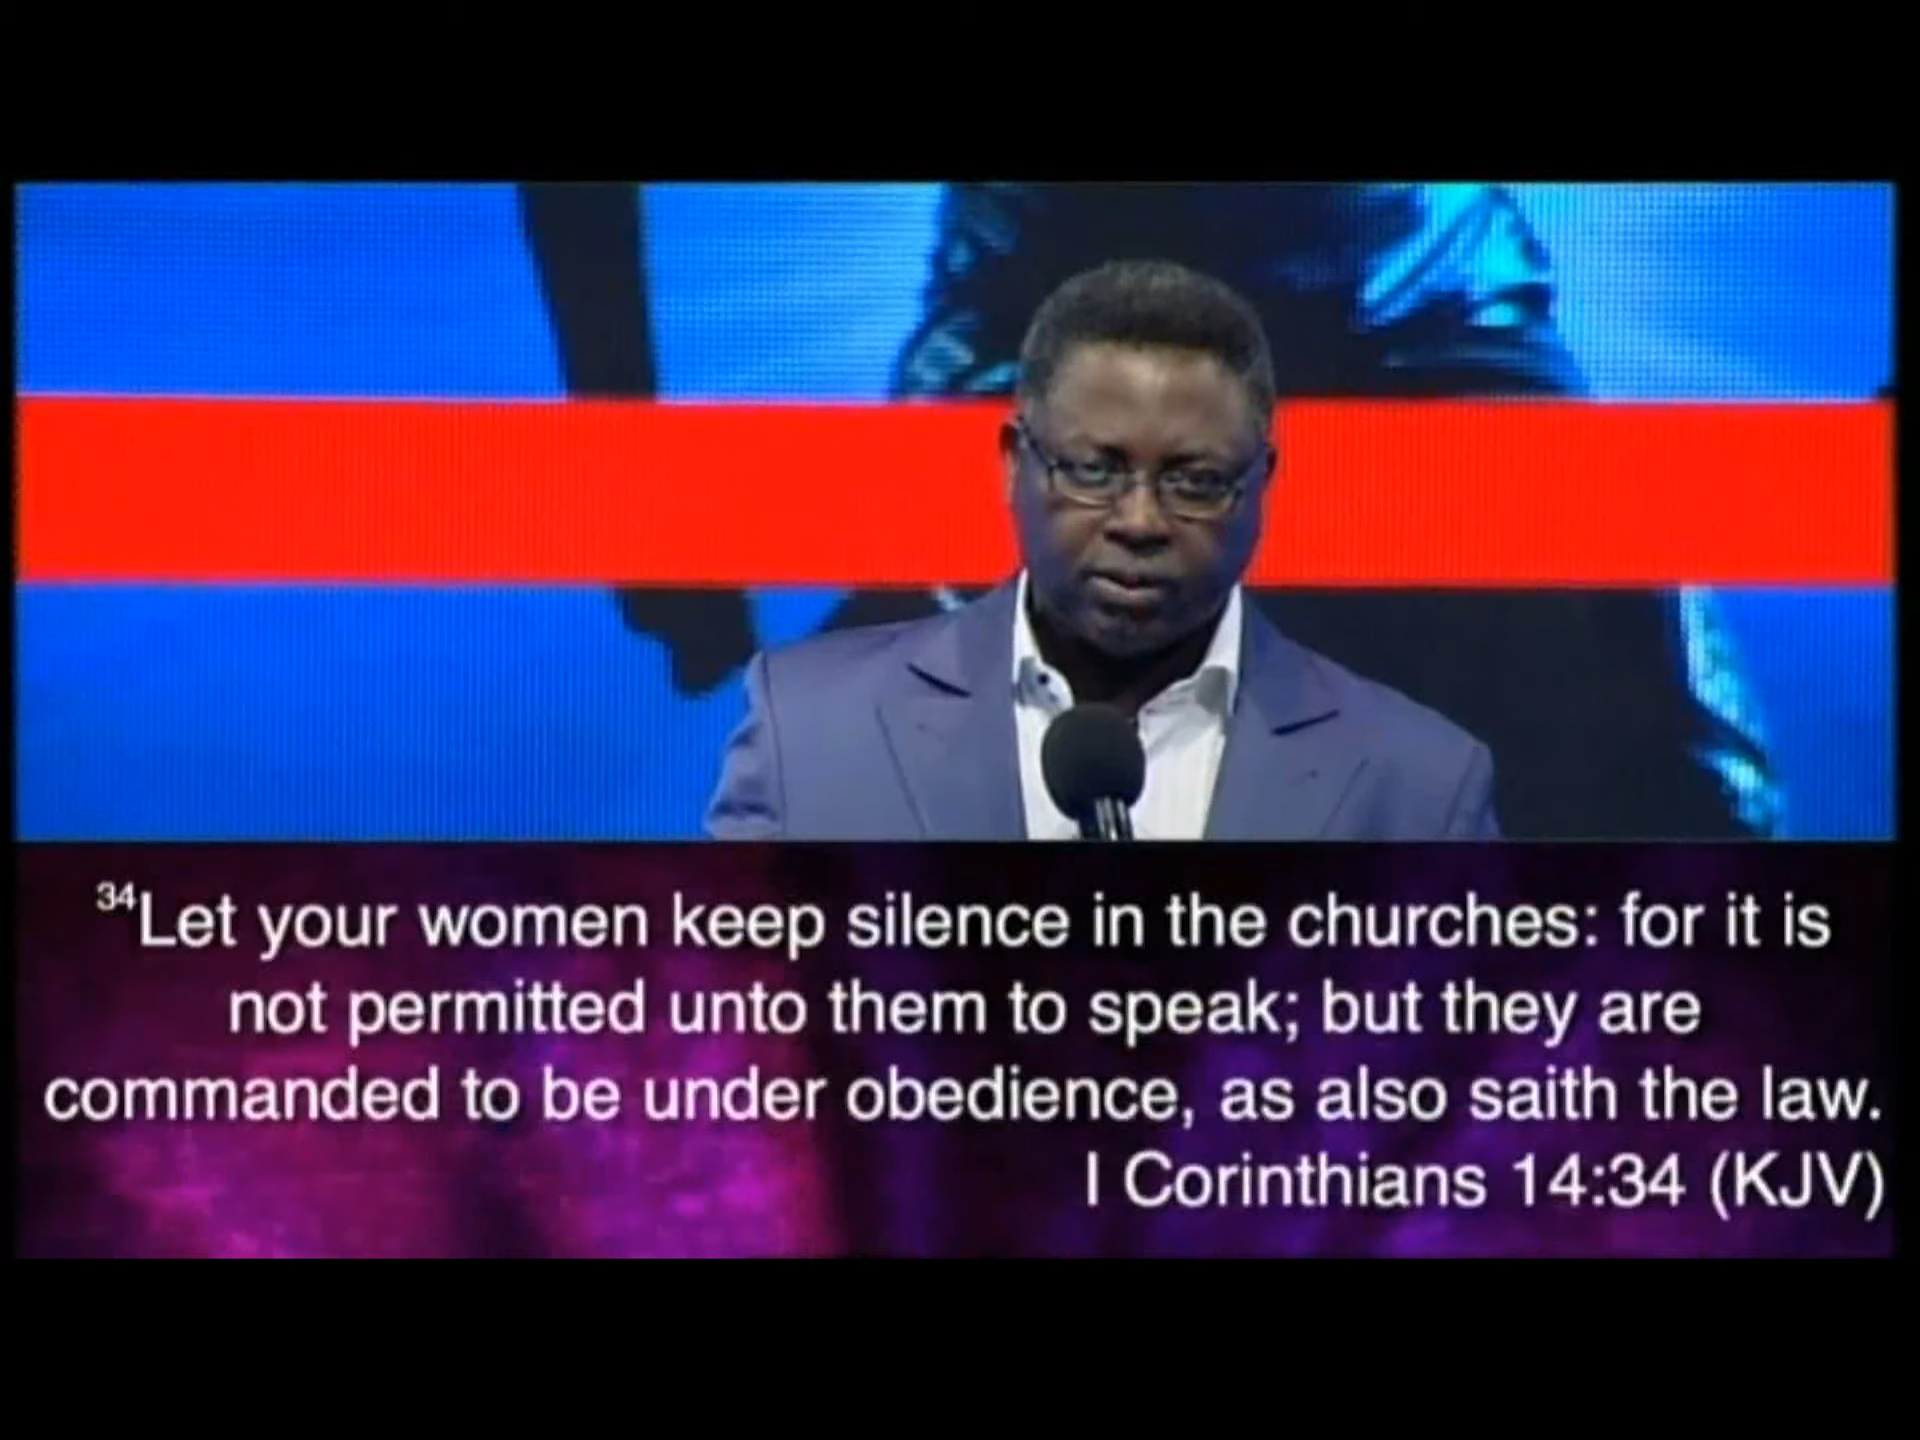 34Let your women keep silence in the churches: for it is
not permitted unto them to speak; but they are
commanded to be under obedience, as also saith the law.
I Corinthians 14:34 (KJV)